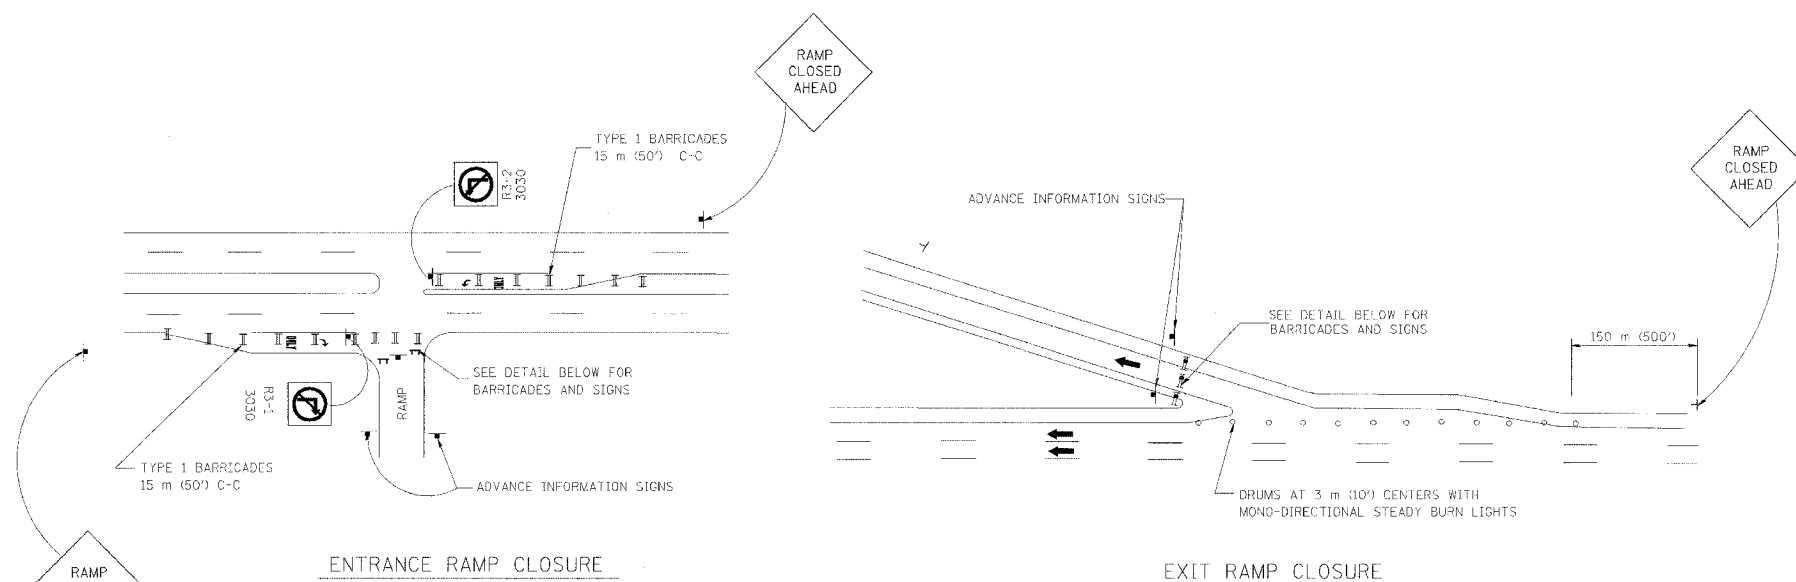 RAMP
CLOSED
AHEAD
TYPE 1 BARRICADES
15 m (50') C-C
R3-2
3030
ONLY
ONLY
SEE DETAIL BELOW FOR
BARRICADES AND SIGNS
R3-1
3030
RAMP
TYPE 1 BARRICADES
15 m (50') C-C
ADVANCE INFORMATION SIGNS
RAMP
ENTRANCE RAMP CLOSURE
RAMP
CLOSED
AHEAD
ADVANCE INFORMATION SIGNS
SEE DETAIL BELOW FOR
BARRICADES AND SIGNS
150 m (500')
DRUMS AT 3 m (10') CENTERS WITH
MONO-DIRECTIONAL STEADY BURN LIGHTS
EXIT RAMP CLOSURE